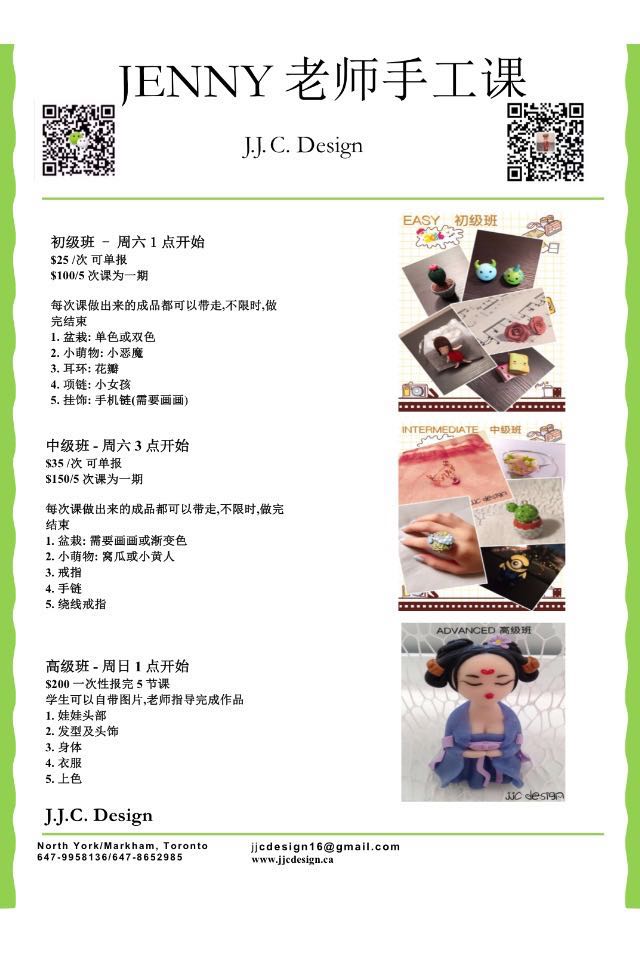 JENNY 老师手工课
J.J.C. Design
初级班 – 周六 1 点开始
$25 /次 可单报
$100/5 次课为一期
每次课做出来的成品都可以带走,不限时,做
完结束
1. 盆栽: 单色或双色
2. 小萌物: 小恶魔
3. 耳环: 花瓣
4. 项链: 小女孩
5. 挂饰: 手机链(需要画画)
EASY 初级班
中级班 - 周六 3 点开始
$35 /次 可单报
$150/5 次课为一期
每次课做出来的成品都可以带走,不限时,做完
结束
1. 盆栽: 需要画画或渐变色
2. 小萌物: 窝瓜或小黄人
3. 戒指
4. 手链
5. 绕线戒指
INTERMEDIATE 中级班
jjc design
高级班 - 周日 1 点开始
$200 一次性报完 5 节课
学生可以自带图片,老师指导完成作品
1. 娃娃头部
2. 发型及头饰
3. 身体
4. 衣服
5. 上色
ADVANCED 高级班
jjc design
J.J.C. Design
North York/Markham, Toronto
647-9958136/647-8652985
jjcdesign16@gmail.com
www.jjcdesign.ca